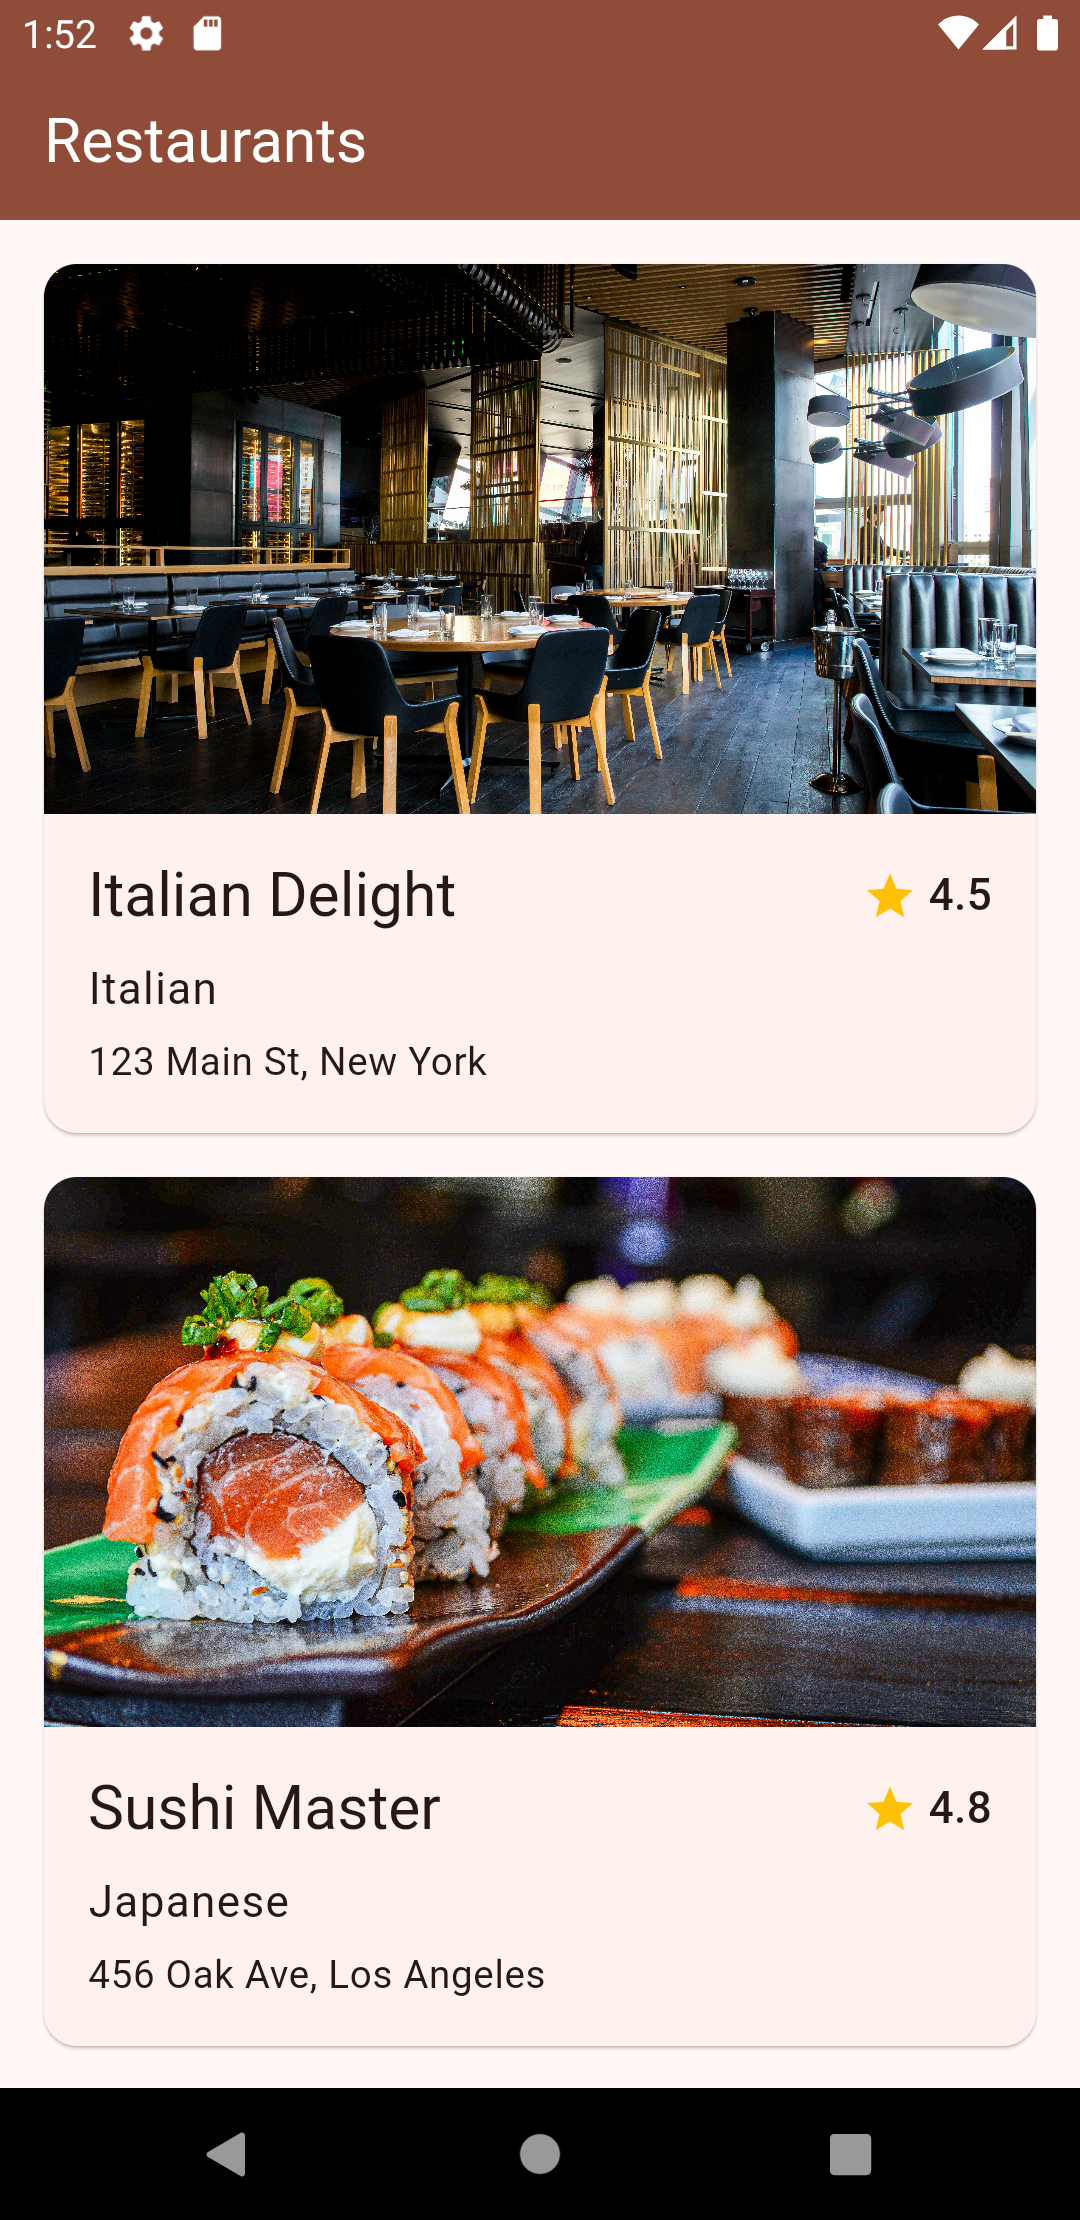 1:52
Restaurants
Italian Delight
4.5
Italian
123 Main St, New York
Sushi Master
4.8
Japanese
456 Oak Ave, Los Angeles